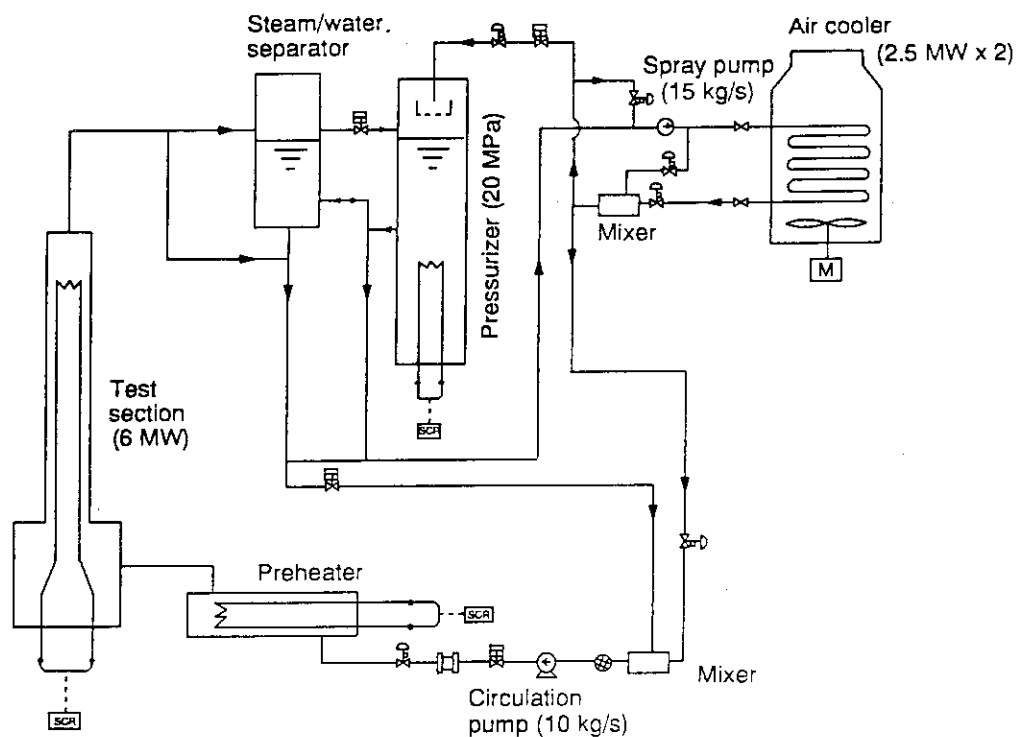 Steam/water.
separator
Air cooler
(2.5 MW x 2)
Spray pump
(15 kg/s)
Pressurizer (20 MPa)
Mixer
M
Test
section
(6 MW)
SCR
Preheater
SCR
Mixer
Circulation
pump (10 kg/s)
SCR